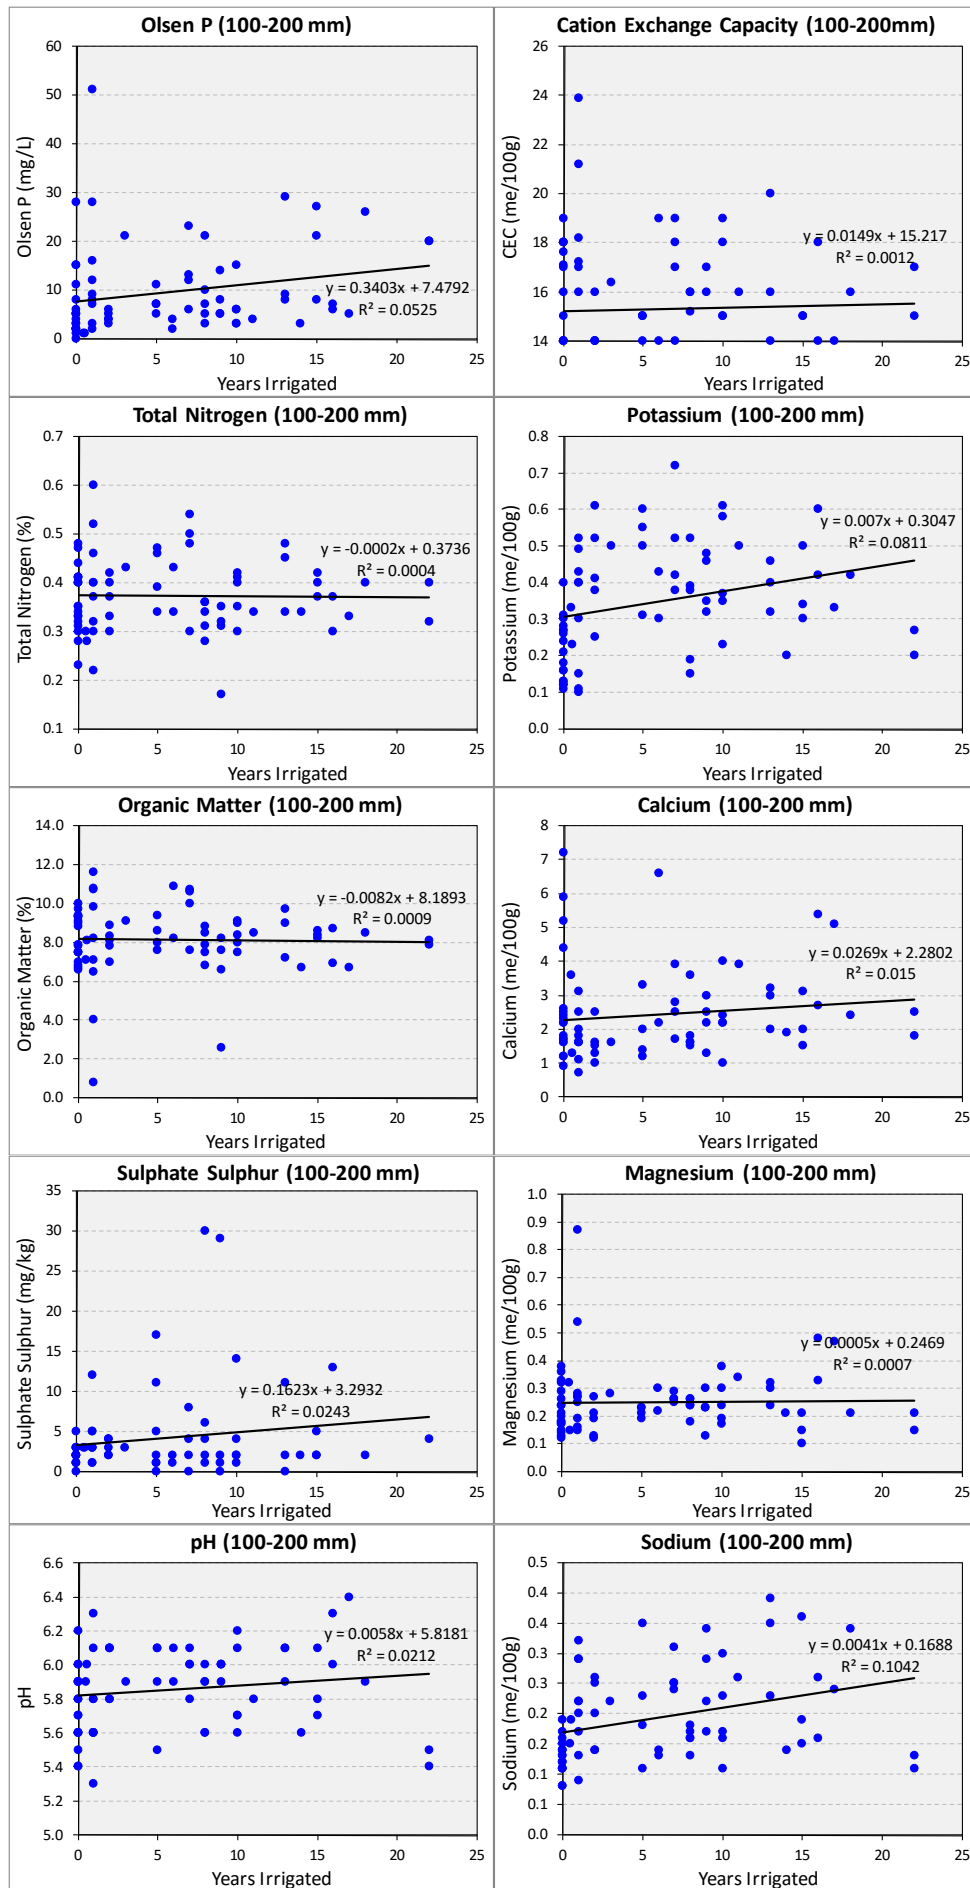 Olsen P (100-200 mm)
60
50
40
30
20
10
0
Olsen P (mg/L)
y = 0.3403x + 7.4792
R² = 0.0525
0 5 10 15 20 25
Years Irrigated
Cation Exchange Capacity (100-200mm)
26
24
22
20
18
16
14
CEC (me/100g)
y = 0.0149x + 15.217
R² = 0.0012
0 5 10 15 20 25
Years Irrigated
Total Nitrogen (100-200 mm)
0.7
0.6
0.5
0.4
0.3
0.2
0.1
Total Nitrogen (%)
y = -0.0002x + 0.3736
R² = 0.0004
0 5 10 15 20 25
Years Irrigated
Potassium (100-200 mm)
0.8
0.7
0.6
0.5
0.4
0.3
0.2
0.1
0.0
Potassium (me/100g)
y = 0.007x + 0.3047
R² = 0.0811
0 5 10 15 20 25
Years Irrigated
Organic Matter (100-200 mm)
14.0
12.0
10.0
8.0
6.0
4.0
2.0
0.0
Organic Matter (%)
y = -0.0082x + 8.1893
R² = 0.0009
0 5 10 15 20 25
Years Irrigated
Calcium (100-200 mm)
8
7
6
5
4
3
2
1
0
Calcium (me/100g)
y = 0.0269x + 2.2802
R² = 0.015
0 5 10 15 20 25
Years Irrigated
Sulphate Sulphur (100-200 mm)
35
30
25
20
15
10
5
0
Sulphate Sulphur (mg/kg)
y = 0.1623x + 3.2932
R² = 0.0243
0 5 10 15 20 25
Years Irrigated
Magnesium (100-200 mm)
1.0
0.9
0.8
0.7
0.6
0.5
0.4
0.3
0.2
0.1
0.0
Magnesium (me/100g)
y = 0.0005x + 0.2469
R² = 0.0007
0 5 10 15 20 25
Years Irrigated
pH (100-200 mm)
6.6
6.4
6.2
6.0
5.8
5.6
5.4
5.2
5.0
pH
y = 0.0058x + 5.8181
R² = 0.0212
0 5 10 15 20 25
Years Irrigated
Sodium (100-200 mm)
0.5
0.4
0.4
0.3
0.3
0.2
0.2
0.1
0.1
0.0
Sodium (me/100g)
y = 0.0041x + 0.1688
R² = 0.1042
0 5 10 15 20 25
Years Irrigated